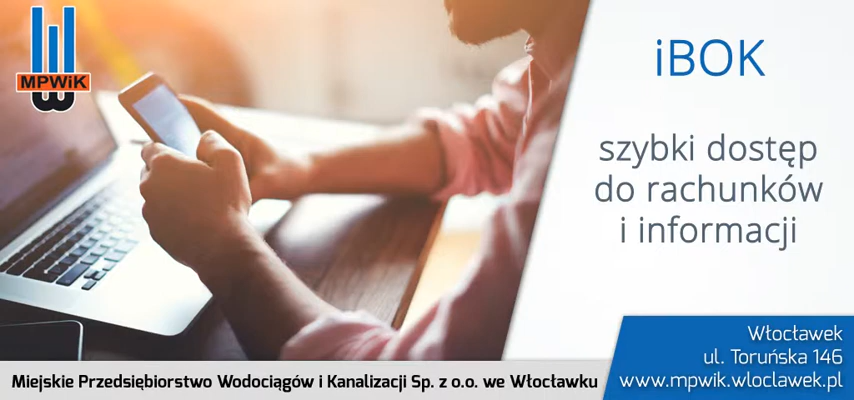 MPWiK
iBOK
szybki dostęp
do rachunków
i informacji
Włocławek
ul. Toruńska 146
www.mpwik.wloclawek.pl
Miejskie Przedsiębiorstwo Wodociągów i Kanalizacji Sp. z o.o. we Włocławku